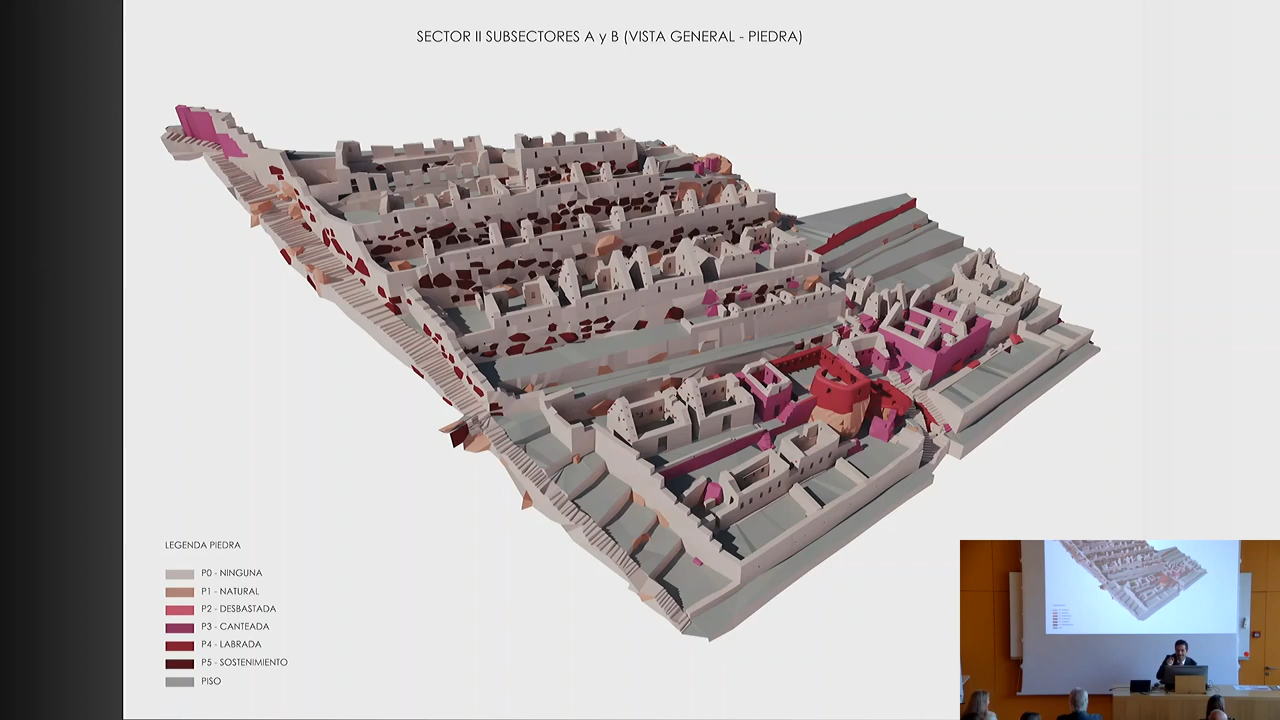 SECTOR II SUBSECTORES A y B (VISTA GENERAL - PIEDRA)
LEGENDA PIEDRA
P0 - NINGUNA
P1 - NATURAL
P2 - DESBASTADA
P3 - CANTEADA
P4 - LABRADA
P5 - SOSTENIMIENTO
PISO